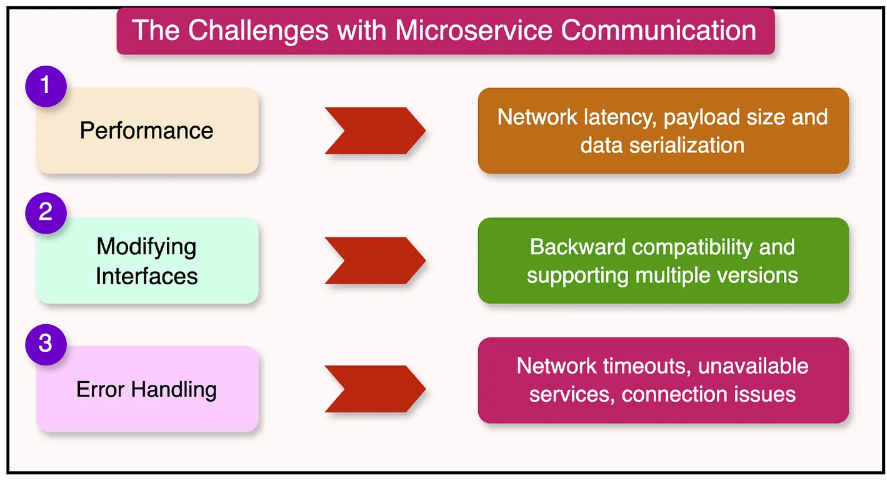 The Challenges with Microservice Communication
1
Performance
Network latency, payload size and
data serialization
2
Modifying
Interfaces
Backward compatibility and
supporting multiple versions
3
Error Handling
Network timeouts, unavailable
services, connection issues